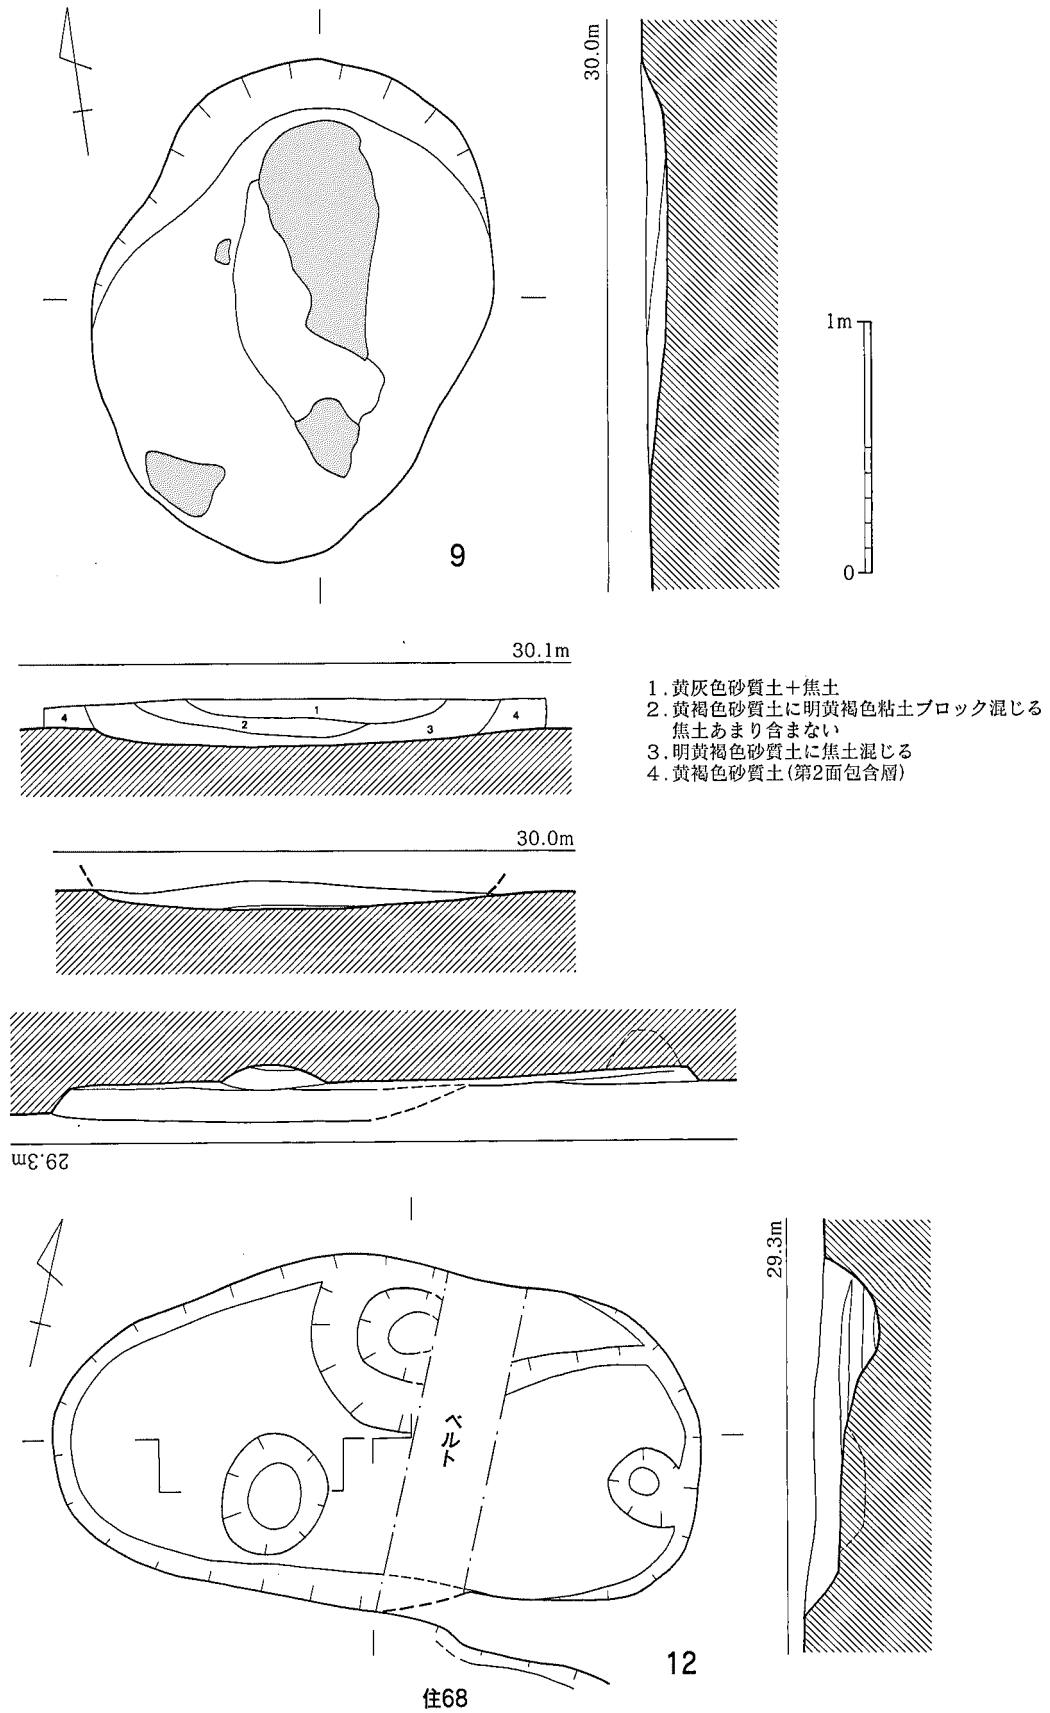 30.0m
1m
0
9
30.1m
4
1
2
3
4
1.黄灰色砂質土+焦土
2.黄褐色砂質土に明黄褐色粘土ブロック混じる
焦土あまり含まない
3.明黄褐色砂質土に焦土混じる
4.黄褐色砂質土(第2面包含層)
30.0m
29.3m
29.3m
ベルト
12
住68